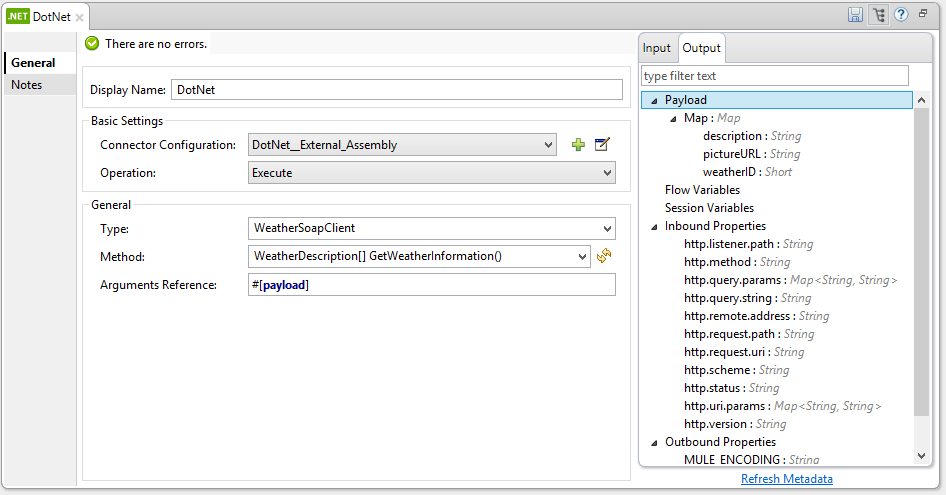 .NET DotNet
There are no errors.
General
Notes
Display Name: DotNet
Basic Settings
Connector Configuration: DotNet__External_Assembly
Operation: Execute
General
Type: WeatherSoapClient
Method: WeatherDescription[] GetWeatherInformation()
Arguments Reference: #[payload]
Input Output
type filter text
Payload
Map : Map
description : String
pictureURL : String
weatherID : Short
Flow Variables
Session Variables
Inbound Properties
http.listener.path : String
http.method : String
http.query.params : Map<String, String>
http.query.string : String
http.remote.address : String
http.request.path : String
http.request.uri : String
http.scheme : String
http.status : String
http.uri.params : Map<String, String>
http.version : String
Outbound Properties
MULE_ENCODING : String
Refresh Metadata